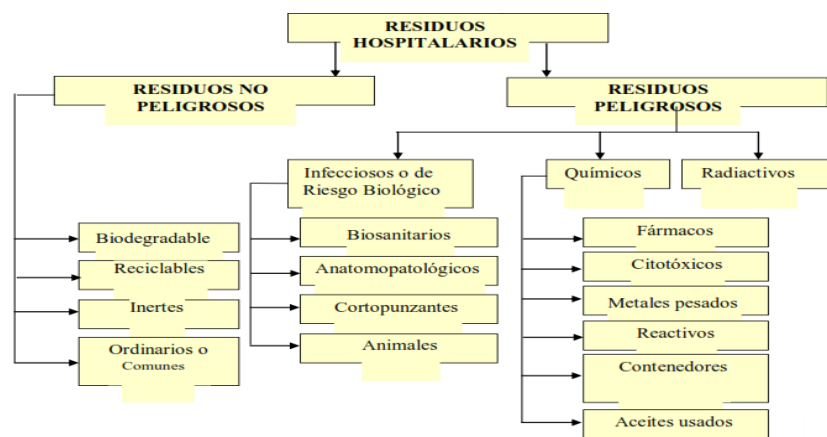 RESIDUOS
HOSPITALARIOS
RESIDUOS NO
PELIGROSOS
RESIDUOS
PELIGROSOS
Infecciosos o de
Riesgo Biológico
Químicos
Radiactivos
Biodegradable
Reciclables
Inertes
Ordinarios o
Comunes
Biosanitarios
Anatomopatológicos
Cortopunzantes
Animales
Fármacos
Citotóxicos
Metales pesados
Reactivos
Contenedores
Aceites usados